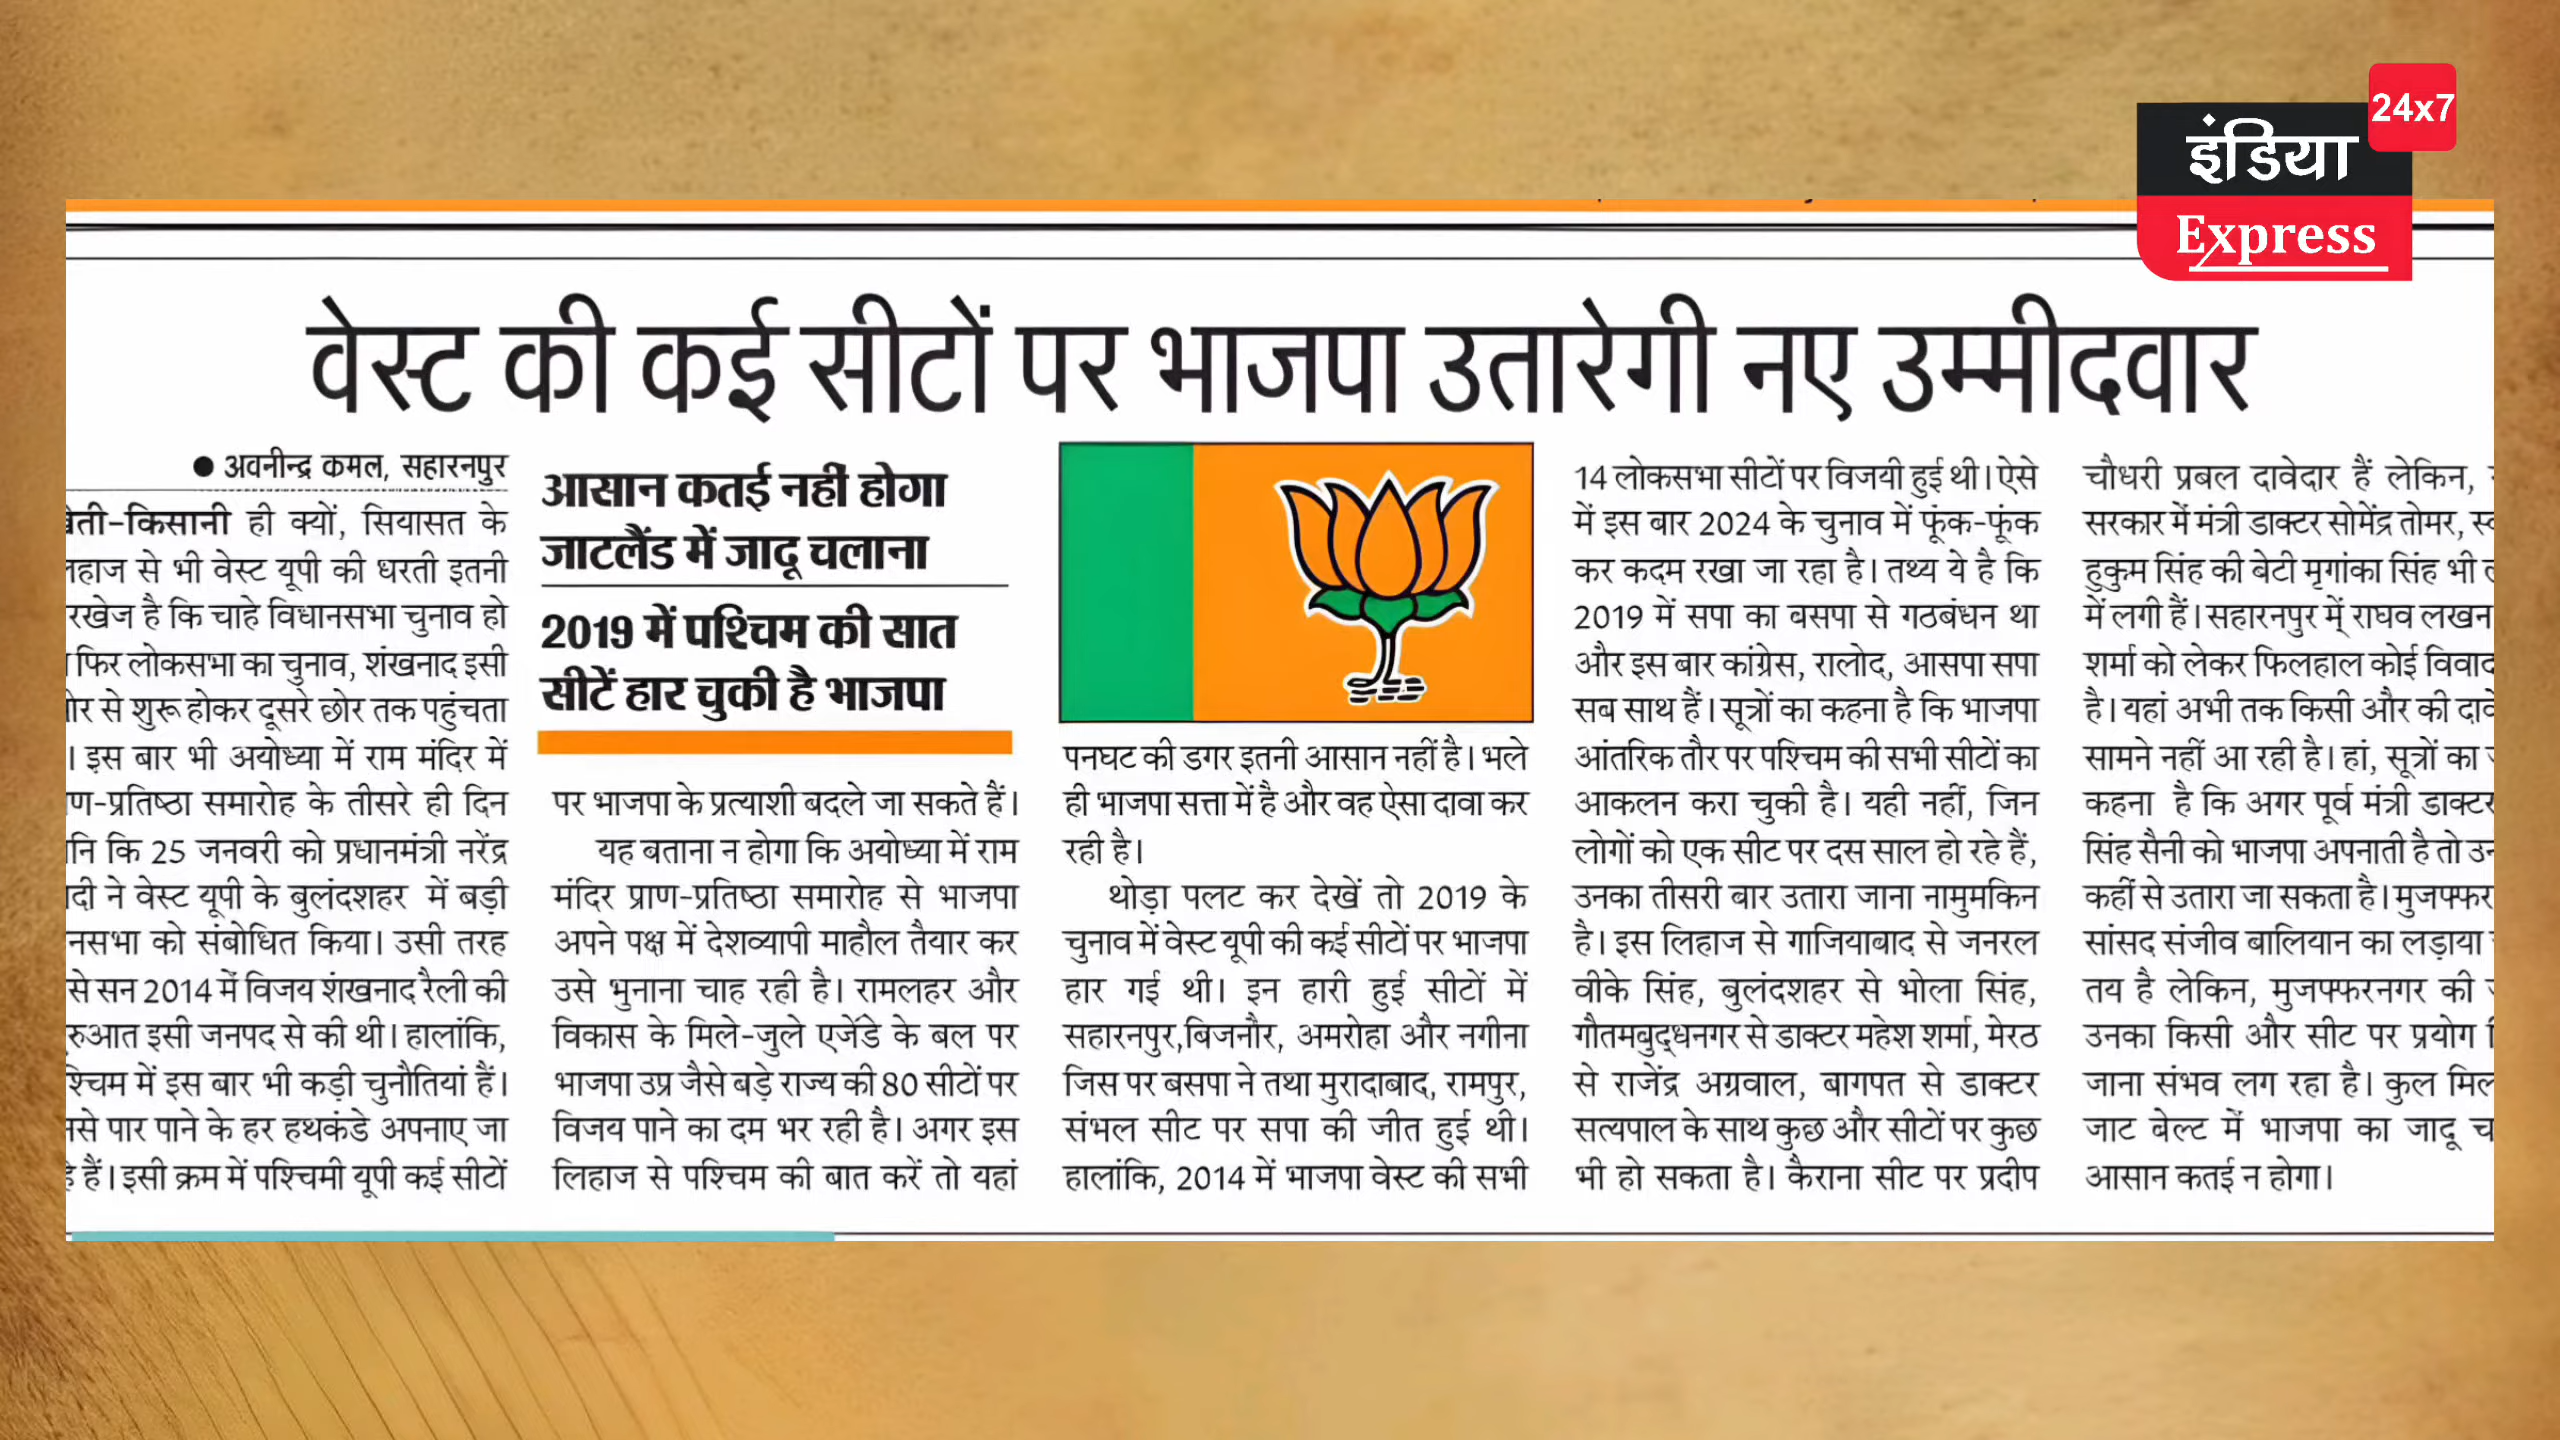 24x7
इंडिया
Express
वेस्ट की कई सीटों पर भाजपा उतारेगी नए उम्मीदवार
● अवनीन्द्र कमल, सहारनपुर
ही क्यों, सियासत के
से भी वेस्ट यूपी की धरती इतनी
है कि चाहे विधानसभा चुनाव हो
फिर लोकसभा का चुनाव, शंखनाद इसी
से शुरू होकर दूसरे छोर तक पहुंचता
। इस बार भी अयोध्या में राम मंदिर में
प्रतिष्ठा समारोह के तीसरे ही दिन
कि 25 जनवरी को प्रधानमंत्री नरेंद्र
ने वेस्ट यूपी के बुलंदशहर में बड़ी
को संबोधित किया। उसी तरह
से सन 2014 में विजय शंखनाद रैली की
इसी जनपद से की थी। हालांकि,
में इस बार भी कड़ी चुनौतियां हैं।
पार पाने के हर हथकंडे अपनाए जा
हैं। इसी क्रम में पश्चिमी यूपी कई सीटों
आसान कतई नहीं होगा
जाटलैंड में जादू चलाना
2019 में पश्चिम की सात
सीटें हार चुकी है भाजपा
पर भाजपा के प्रत्याशी बदले जा सकते हैं।
यह बताना न होगा कि अयोध्या में राम
मंदिर प्राण-प्रतिष्ठा समारोह से भाजपा
अपने पक्ष में देशव्यापी माहौल तैयार कर
उसे भुनाना चाह रही है। रामलहर और
विकास के मिले-जुले एजेंडे के बल पर
भाजपा उप्र जैसे बड़े राज्य की 80 सीटों पर
विजय पाने का दम भर रही है। अगर इस
लिहाज से पश्चिम की बात करें तो यहां
पनघट की डगर इतनी आसान नहीं है। भले
ही भाजपा सत्ता में है और वह ऐसा दावा कर
रही है।
थोड़ा पलट कर देखें तो 2019 के
चुनाव में वेस्ट यूपी की कई सीटों पर भाजपा
हार गई थी। इन हारी हुई सीटों में
सहारनपुर,बिजनौर, अमरोहा और नगीना
जिस पर बसपा ने तथा मुरादाबाद, रामपुर,
संभल सीट पर सपा की जीत हुई थी।
हालांकि, 2014 में भाजपा वेस्ट की सभी
14 लोकसभा सीटों पर विजयी हुई थी। ऐसे
में इस बार 2024 के चुनाव में फूंक-फूंक
कर कदम रखा जा रहा है। तथ्य ये है कि
2019 में सपा का बसपा से गठबंधन था
और इस बार कांग्रेस, रालोद, आसपा सपा
सब साथ हैं। सूत्रों का कहना है कि भाजपा
आंतरिक तौर पर पश्चिम की सभी सीटों का
आकलन करा चुकी है। यही नहीं, जिन
लोगों को एक सीट पर दस साल हो रहे हैं,
उनका तीसरी बार उतारा जाना नामुमकिन
है। इस लिहाज से गाजियाबाद से जनरल
वीके सिंह, बुलंदशहर से भोला सिंह,
गौतमबुद्धनगर से डाक्टर महेश शर्मा, मेरठ
से राजेंद्र अग्रवाल, बागपत से डाक्टर
सत्यपाल के साथ कुछ और सीटों पर कुछ
भी हो सकता है। कैराना सीट पर प्रदीप
चौधरी प्रबल दावेदार हैं लेकिन,
सरकार में मंत्री डाक्टर सोमेंद्र तोमर,
हुकुम सिंह की बेटी मृगांका सिंह भी
में लगी हैं। सहारनपुर में राघव लखन
शर्मा को लेकर फिलहाल कोई विवाद
है। यहां अभी तक किसी और की
सामने नहीं आ रही है। हां, सूत्रों का
कहना है कि अगर पूर्व मंत्री डाक्टर
सिंह सैनी को भाजपा अपनाती है तो
कहीं से उतारा जा सकता है। मुजफ्फर
सांसद संजीव बालियान का लड़ाया
तय है लेकिन, मुजफ्फरनगर की
उनका किसी और सीट पर प्रयोग
जाना संभव लग रहा है। कुल
जाट बेल्ट में भाजपा का जादू
आसान कतई न होगा।